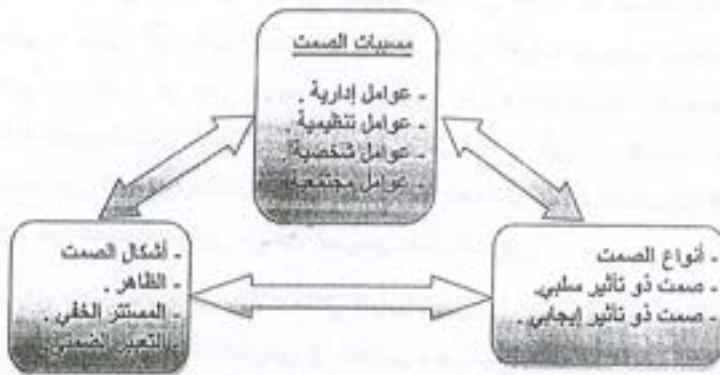 مسببات الصمت
- عوامل إدارية .
- عوامل تنظيمية .
- عوامل شخصية .
- عوامل مجتمعية
- أنواع الصمت
- صمت ذو تأثير سلبي.
- صمت ذو تأثير إيجابي .
- أشكال الصمت
- الظاهر .
- المستتر الخفي .
- التعبير الضمني